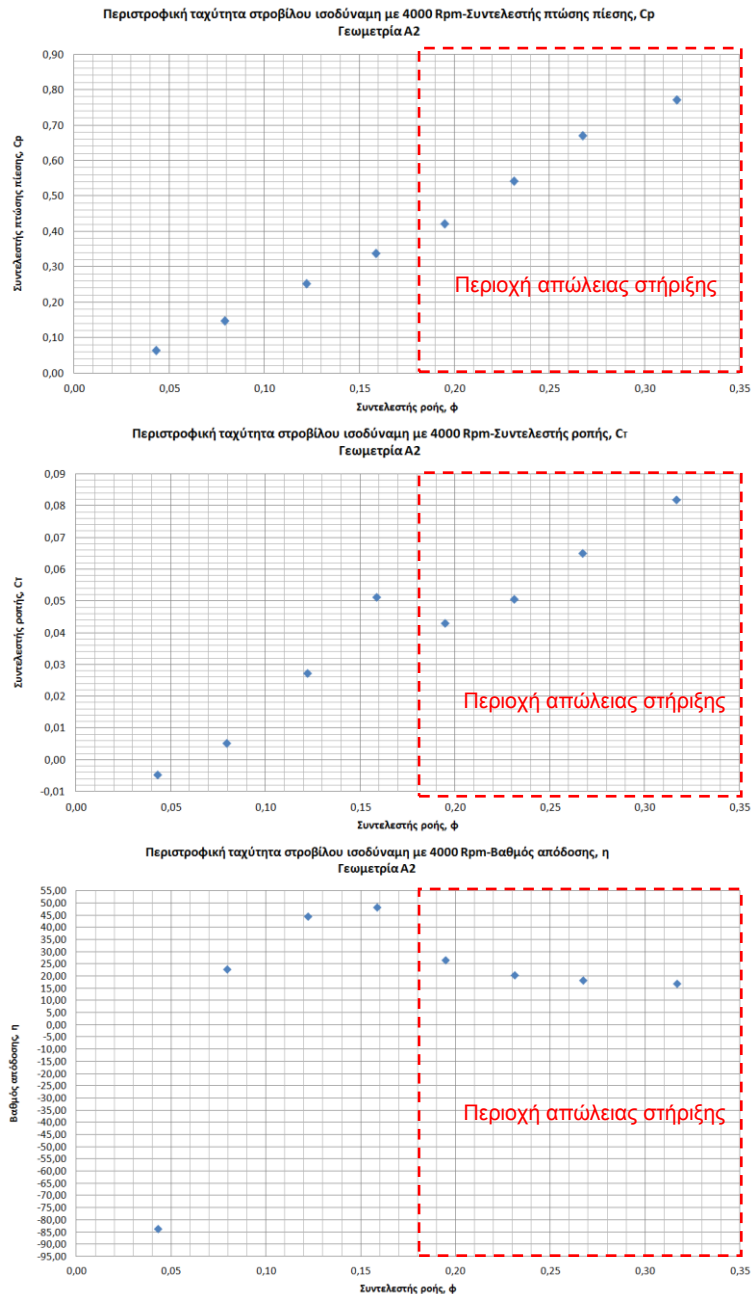 Περιστροφική ταχύτητα στροβίλου ισοδύναμη με 4000 Rpm-Συντελεστής πτώσης πίεσης, Cp
Γεωμετρία Α2
Συντελεστής πτώσης πίεσης, Cp
0,90
0,80
0,70
0,60
0,50
0,40
0,30
0,20
0,10
0,00
Περιοχή απώλειας στήριξης
0,00 0,05 0,10 0,15 0,20 0,25 0,30 0,35
Συντελεστής ροής, φ
Περιστροφική ταχύτητα στροβίλου ισοδύναμη με 4000 Rpm-Συντελεστής ροπής, CT
Γεωμετρία Α2
Συντελεστής ροπής, CT
0,09
0,08
0,07
0,06
0,05
0,04
0,03
0,02
0,01
0,00
-0,01
Περιοχή απώλειας στήριξης
0,00 0,05 0,10 0,15 0,20 0,25 0,30 0,35
Συντελεστής ροής, φ
Περιστροφική ταχύτητα στροβίλου ισοδύναμη με 4000 Rpm-Βαθμός απόδοσης, η
Γεωμετρία Α2
Βαθμός απόδοσης, η
55,00
50,00
45,00
40,00
35,00
30,00
25,00
20,00
15,00
10,00
5,00
0,00
-5,00
-10,00
-15,00
-20,00
-25,00
-30,00
-35,00
-40,00
-45,00
-50,00
-55,00
-60,00
-65,00
-70,00
-75,00
-80,00
-85,00
-90,00
-95,00
Περιοχή απώλειας στήριξης
0,00 0,05 0,10 0,15 0,20 0,25 0,30 0,35
Συντελεστής ροής, φ